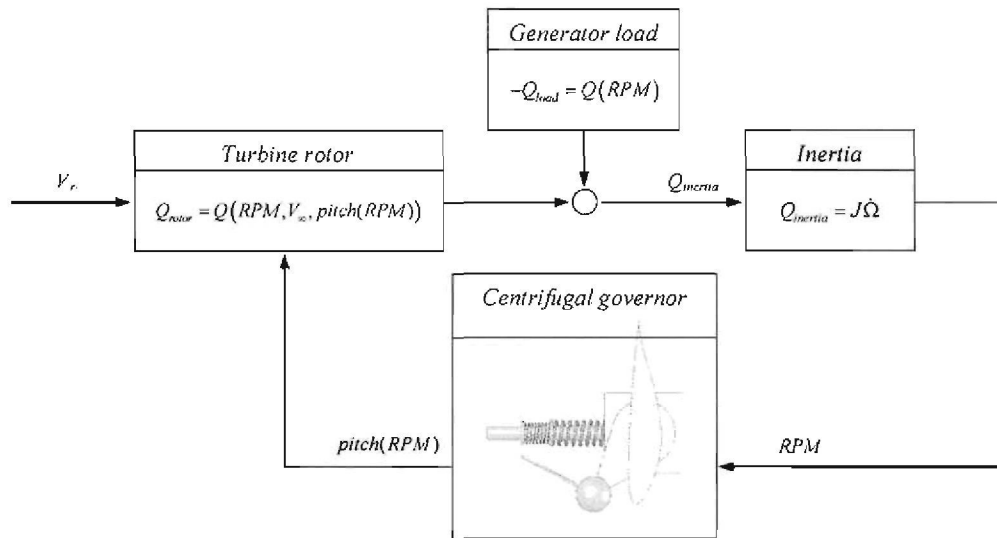 Generator load
−Q_load = Q(RPM)
Turbine rotor
Q_rotor = Q(RPM,V_∞, pitch(RPM))
Inertia
Q_inertia = JΩ̇
Q_inertia
Centrifugal governor
pitch(RPM)
RPM